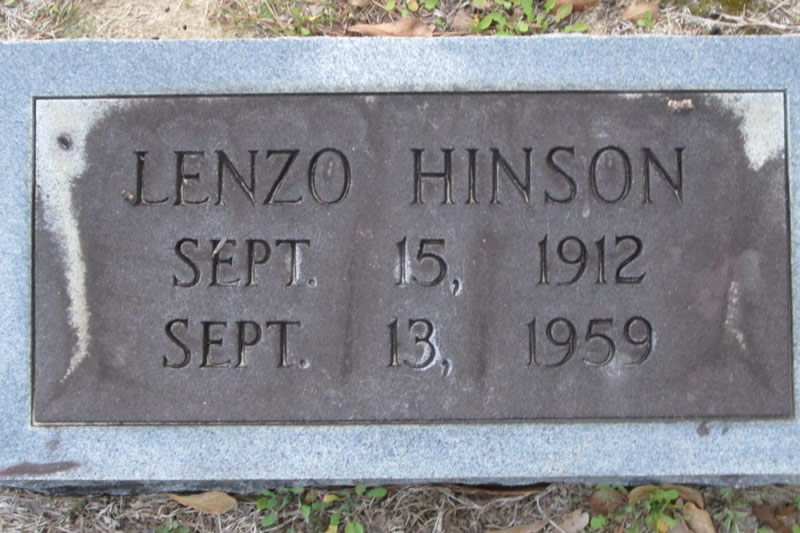 LENZO HINSON
SEPT. 15, 1912
SEPT. 13, 1959